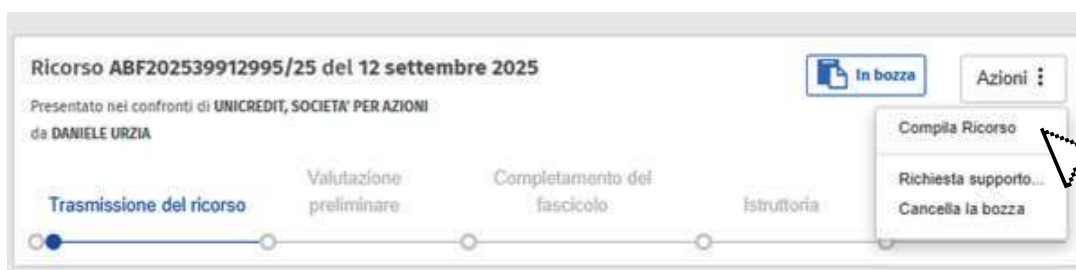 Ricorso ABF202539912995/25 del 12 settembre 2025
In bozza
Azioni
Presentato nei confronti di UNICREDIT, SOCIETA' PER AZIONI
da DANIELE URZIA
Compila Ricorso
Richiesta supporto...
Cancella la bozza
Trasmissione del ricorso
Valutazione
preliminare
Completamento del
fascicolo
Istruttoria